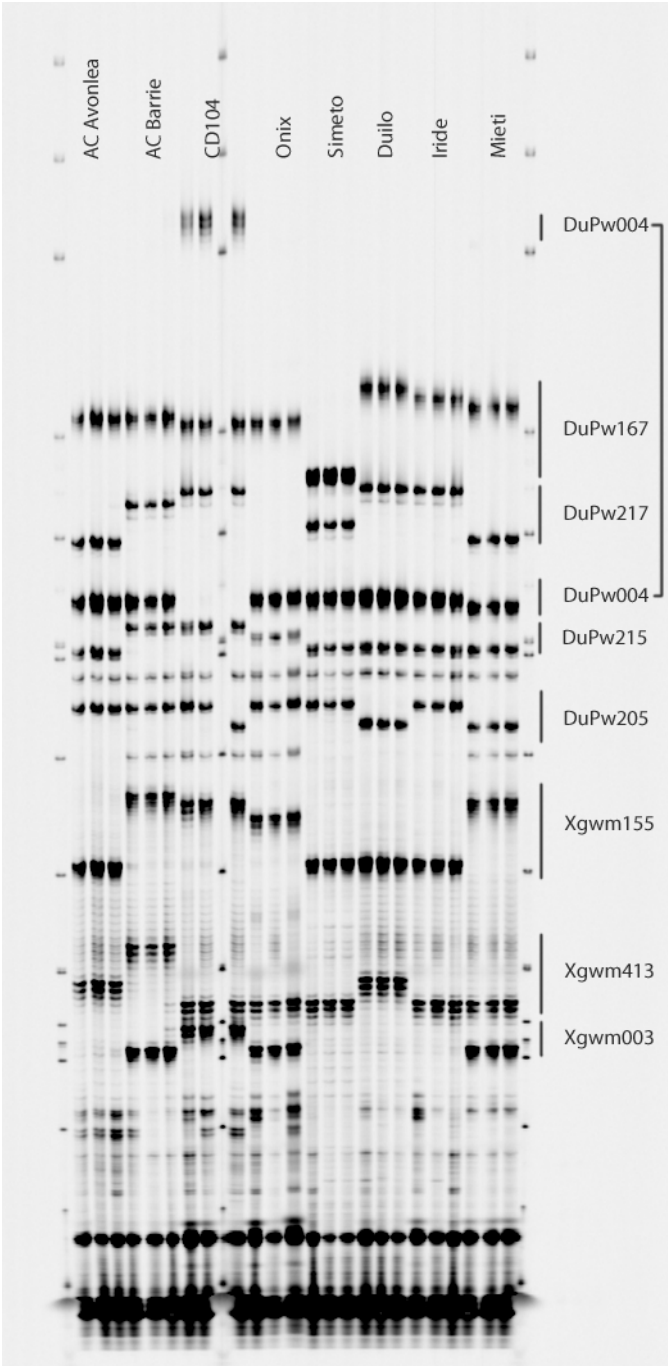 AC Avonlea
AC Barrie
CD104
Onix
Simeto
Duilo
Iride
Mieti
DuPw004
DuPw167
DuPw217
DuPw004
DuPw215
DuPw205
Xgwm155
Xgwm413
Xgwm003